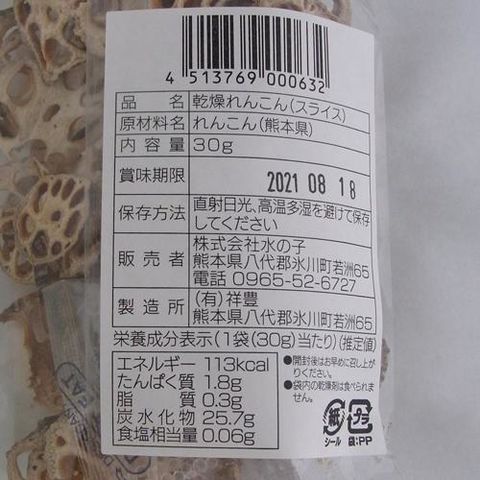 4 513769 000632
品 名 乾燥れんこん(スライス)
原材料名 れんこん(熊本県)
内容量 30g
賞味期限 2021 08 18
保存方法 直射日光、高温多湿を避けて保存
してください
販売者 株式会社水の子
熊本県八代郡氷川町若洲65
電話 0965-52-6727
製造所 (有)祥豊
熊本県八代郡氷川町若洲65
栄養成分表示(1袋(30g)当たり)(推定値)
エネルギー 113kcal
たんぱく質 1.8g
脂質 0.3g
炭水化物 25.7g
食塩相当量 0.06g
●開封後はお早めに召し上が
りください。
●袋内の乾燥剤は食べられませ
ん。
紙 プラ
シール 袋:PP